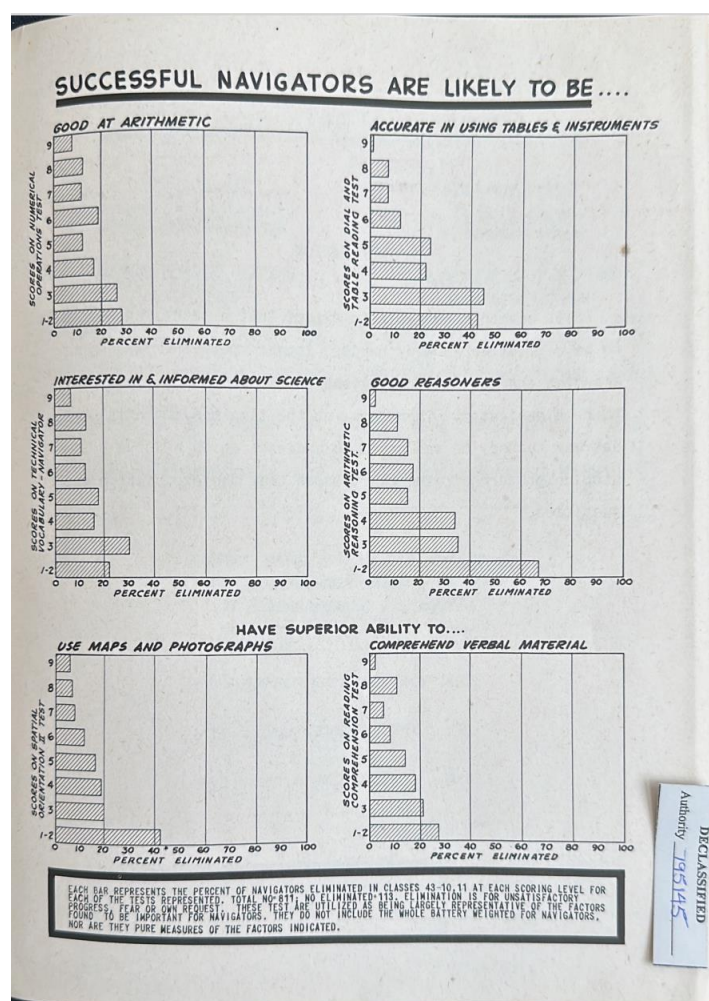 SUCCESSFUL NAVIGATORS ARE LIKELY TO BE....
GOOD AT ARITHMETIC
SCORES ON NUMERICAL
OPERATIONS TEST
9
8
7
6
5
4
3
1-2
0 10 20 30 40 50 60 70 80 90 100
PERCENT ELIMINATED
ACCURATE IN USING TABLES & INSTRUMENTS
SCORES ON DIAL AND
TABLE READING TEST
9
8
7
6
5
4
3
1-2
0 10 20 30 40 50 60 70 80 90 100
PERCENT ELIMINATED
INTERESTED IN & INFORMED ABOUT SCIENCE
SCORES ON TECHNICAL
VOCABULARY - NAVIGATOR
9
8
7
6
5
4
3
1-2
0 10 20 30 40 50 60 70 80 90 100
PERCENT ELIMINATED
GOOD REASONERS
SCORES ON ARITHMETIC
REASONING TEST.
9
8
7
6
5
4
3
1-2
0 10 20 30 40 50 60 70 80 90 100
PERCENT ELIMINATED
HAVE SUPERIOR ABILITY TO....
USE MAPS AND PHOTOGRAPHS
SCORES ON SPATIAL
ORIENTATION II TEST
9
8
7
6
5
4
3
1-2
0 10 20 30 40 50 60 70 80 90 100
PERCENT ELIMINATED
COMPREHEND VERBAL MATERIAL
SCORES ON READING
COMPREHENSION TEST
9
8
7
6
5
4
3
1-2
0 10 20 30 40 50 60 70 80 90 100
PERCENT ELIMINATED
EACH BAR REPRESENTS THE PERCENT OF NAVIGATORS ELIMINATED IN CLASSES 43-10,11 AT EACH SCORING LEVEL FOR
EACH OF THE TESTS REPRESENTED. TOTAL NO=811; NO ELIMINATED=113. ELIMINATION IS FOR UNSATISFACTORY
PROGRESS, FEAR OR OWN REQUEST. THESE TEST ARE UTILIZED AS BEING LARGELY REPRESENTATIVE OF THE FACTORS
FOUND TO BE IMPORTANT FOR NAVIGATORS. THEY DO NOT INCLUDE THE WHOLE BATTERY WEIGHTED FOR NAVIGATORS,
NOR ARE THEY PURE MEASURES OF THE FACTORS INDICATED.
DECLASSIFIED
Authority 795145